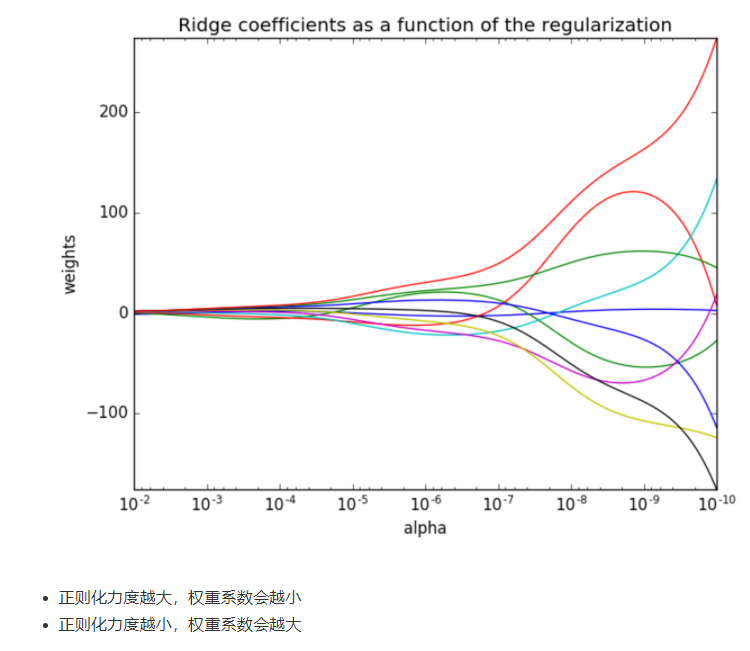 Ridge coefficients as a function of the regularization
200
100
0
−100
weights
10⁻² 10⁻³ 10⁻⁴ 10⁻⁵ 10⁻⁶ 10⁻⁷ 10⁻⁸ 10⁻⁹ 10⁻¹⁰
alpha
• 正则化力度越大，权重系数会越小
• 正则化力度越小，权重系数会越大